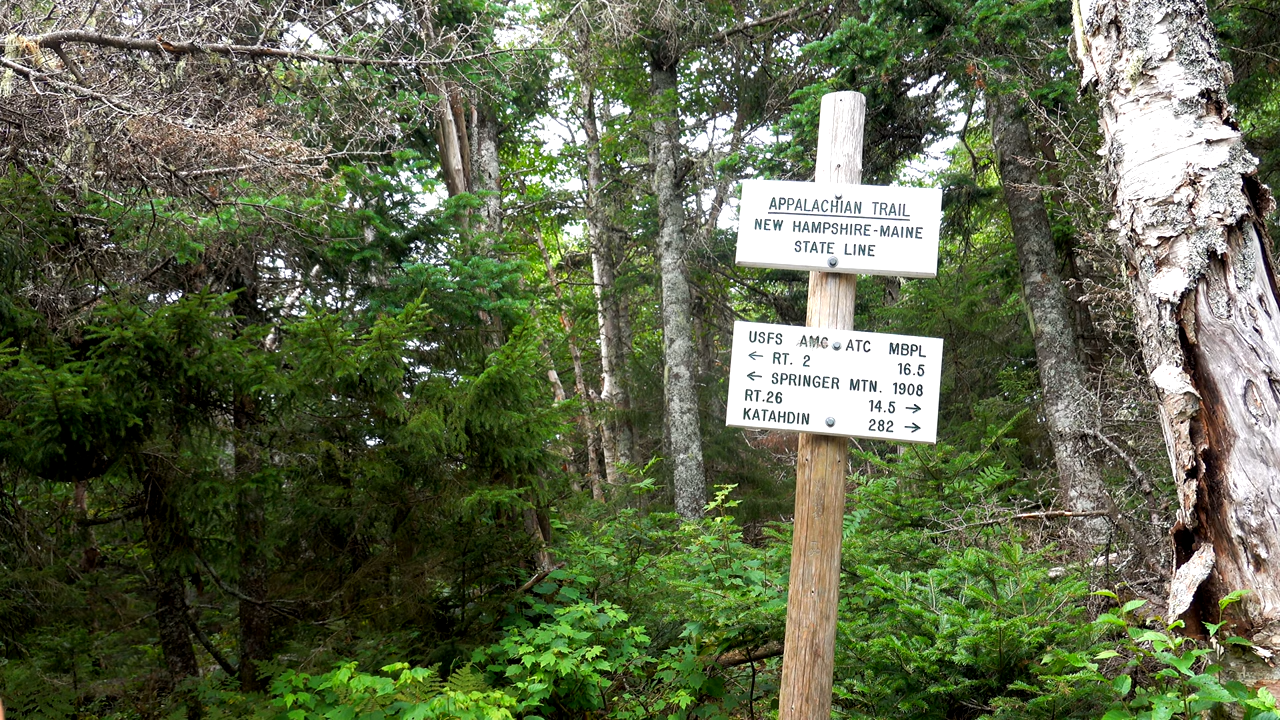 APPALACHIAN TRAIL
NEW HAMPSHIRE-MAINE
STATE LINE
USFS AMC ATC MBPL
← RT. 2 16.5
← SPRINGER MTN. 1908
RT.26 14.5 →
KATAHDIN 282 →